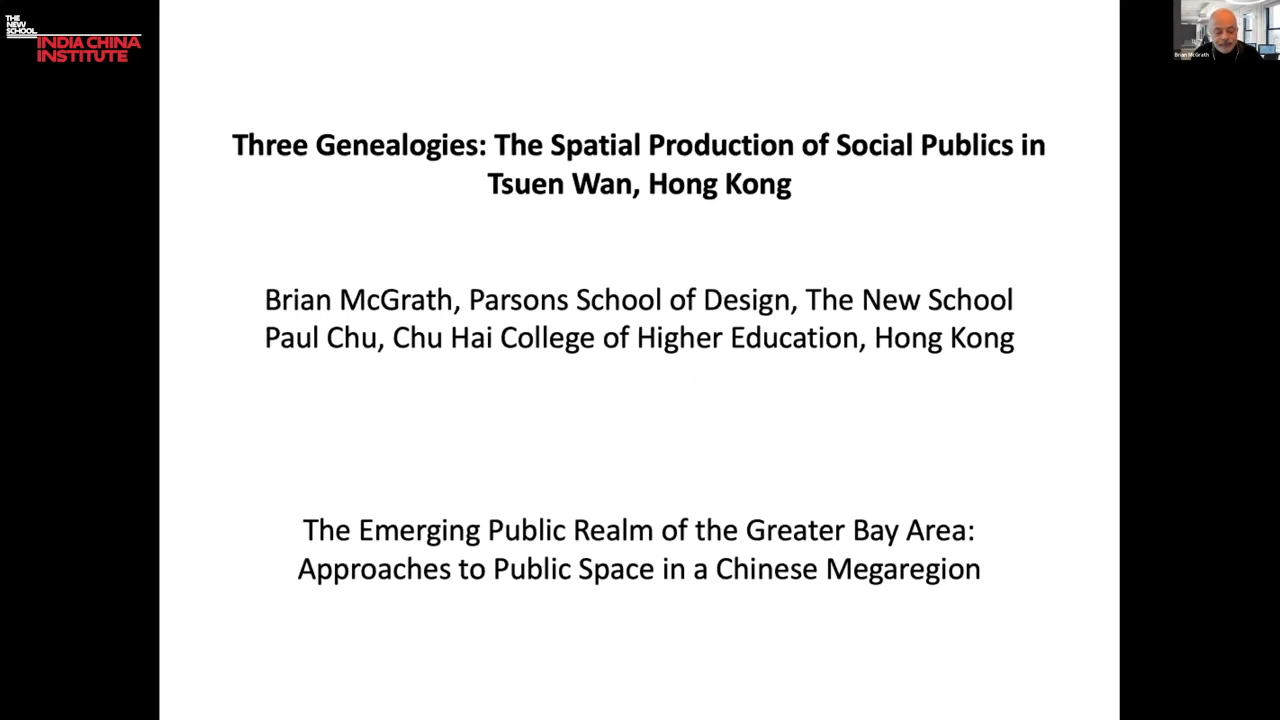 THE
NEW
SCHOOL
INDIA CHINA
INSTITUTE
Brian McGrath
Three Genealogies: The Spatial Production of Social Publics in
Tsuen Wan, Hong Kong
Brian McGrath, Parsons School of Design, The New School
Paul Chu, Chu Hai College of Higher Education, Hong Kong
The Emerging Public Realm of the Greater Bay Area:
Approaches to Public Space in a Chinese Megaregion